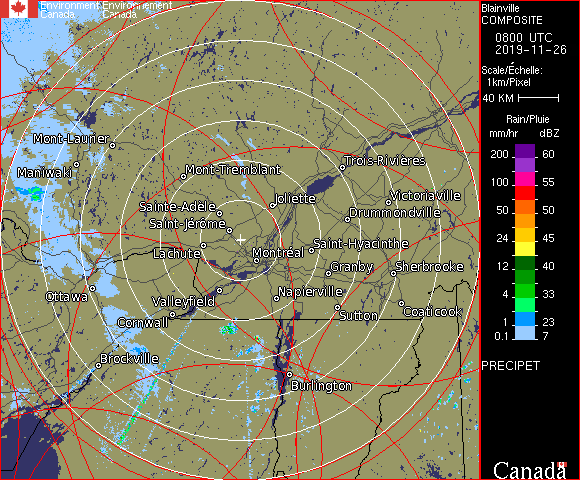 Environment Environnement
Canada Canada
Mont-Laurier
Maniwaki
Mont-Tremblant
Trois-Rivières
Sainte-Adèle
Joliette
Victoriaville
Saint-Jérôme
Drummondville
Lachute
Montréal
Saint-Hyacinthe
Granby
Sherbrooke
Ottawa
Valleyfield
Napierville
Cornwall
Sutton
Coaticook
Brockville
Burlington
Blainville
COMPOSITE
0800 UTC
2019-11-26
Scale/Échelle:
1km/Pixel
40 KM
Rain/Pluie
mm/hr dBZ
200 60
100 55
50 50
24 45
12 40
4 33
1 23
0.1 7
PRECIPET
Canada